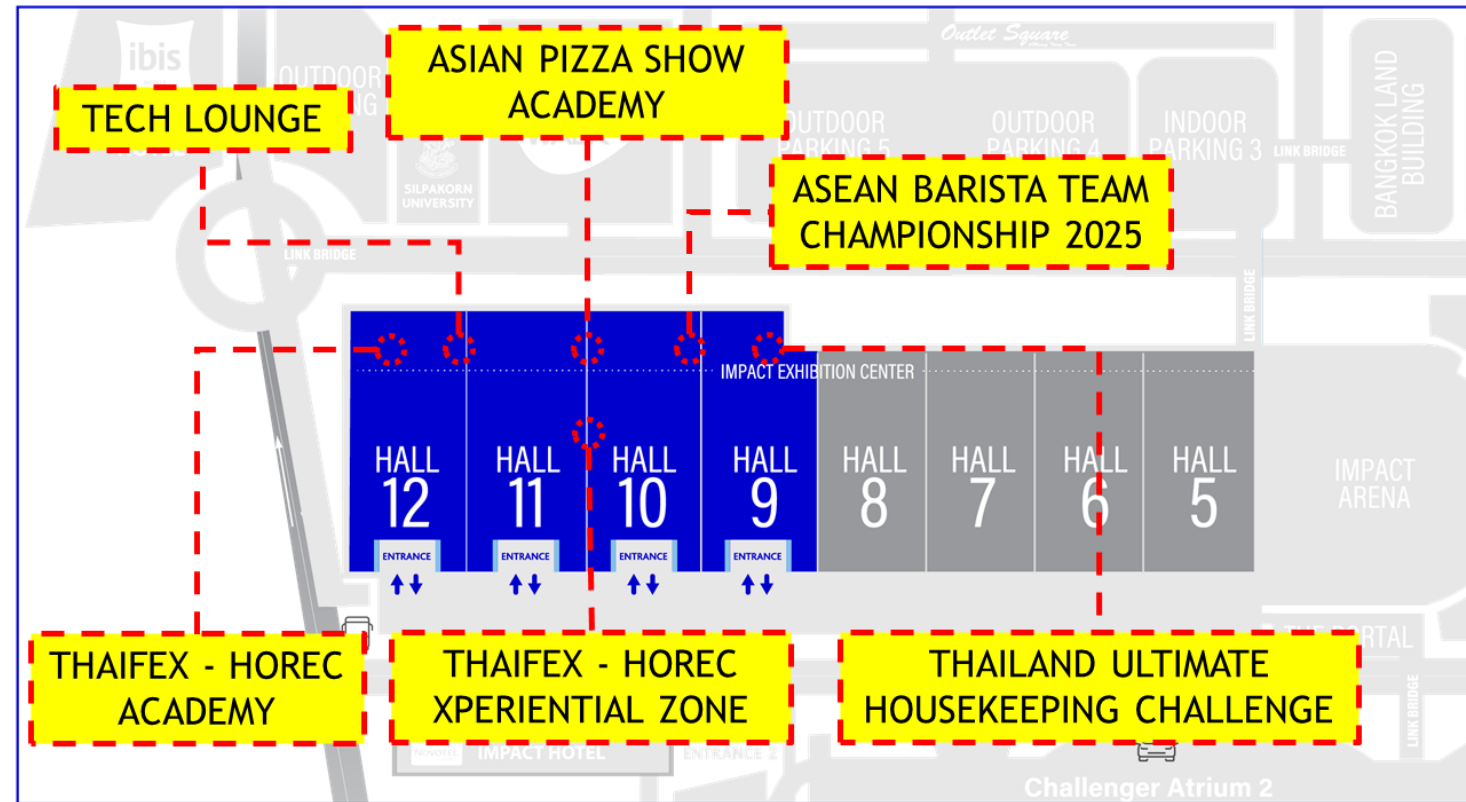 ibis
Outlet Square
ASIAN PIZZA SHOW
ACADEMY
OUTDOOR
TECH LOUNGE
OUTDOOR
PARKING 5
OUTDOOR
PARKING 4
INDOOR
PARKING 3
LINK BRIDGE
BANGKOK LAND
BUILDING
SILPAKORN
UNIVERSITY
ASEAN BARISTA TEAM
CHAMPIONSHIP 2025
LINK BRIDGE
LINK BRIDGE
IMPACT EXHIBITION CENTER
HALL
12
HALL
11
HALL
10
HALL
9
HALL
8
HALL
7
HALL
6
HALL
5
IMPACT
ARENA
ENTRANCE
ENTRANCE
ENTRANCE
ENTRANCE
THAIFEX - HOREC
ACADEMY
THAIFEX - HOREC
XPERIENTIAL ZONE
THAILAND ULTIMATE
HOUSEKEEPING CHALLENGE
PORTAL
LINK BRIDGE
IMPACT HOTEL
ENTRANCE 2
Challenger Atrium 2